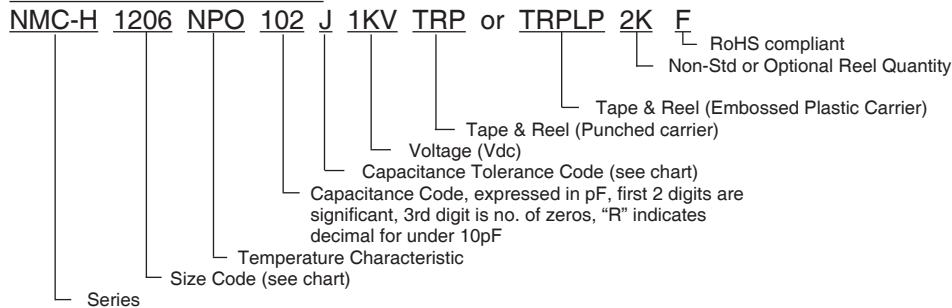 NMC-H 1206 NPO 102 J 1KV TRP or TRPLP 2K F
RoHS compliant
Non-Std or Optional Reel Quantity
Tape & Reel (Embossed Plastic Carrier)
Tape & Reel (Punched carrier)
Voltage (Vdc)
Capacitance Tolerance Code (see chart)
Capacitance Code, expressed in pF, first 2 digits are
significant, 3rd digit is no. of zeros, “R” indicates
decimal for under 10pF
Temperature Characteristic
Size Code (see chart)
Series